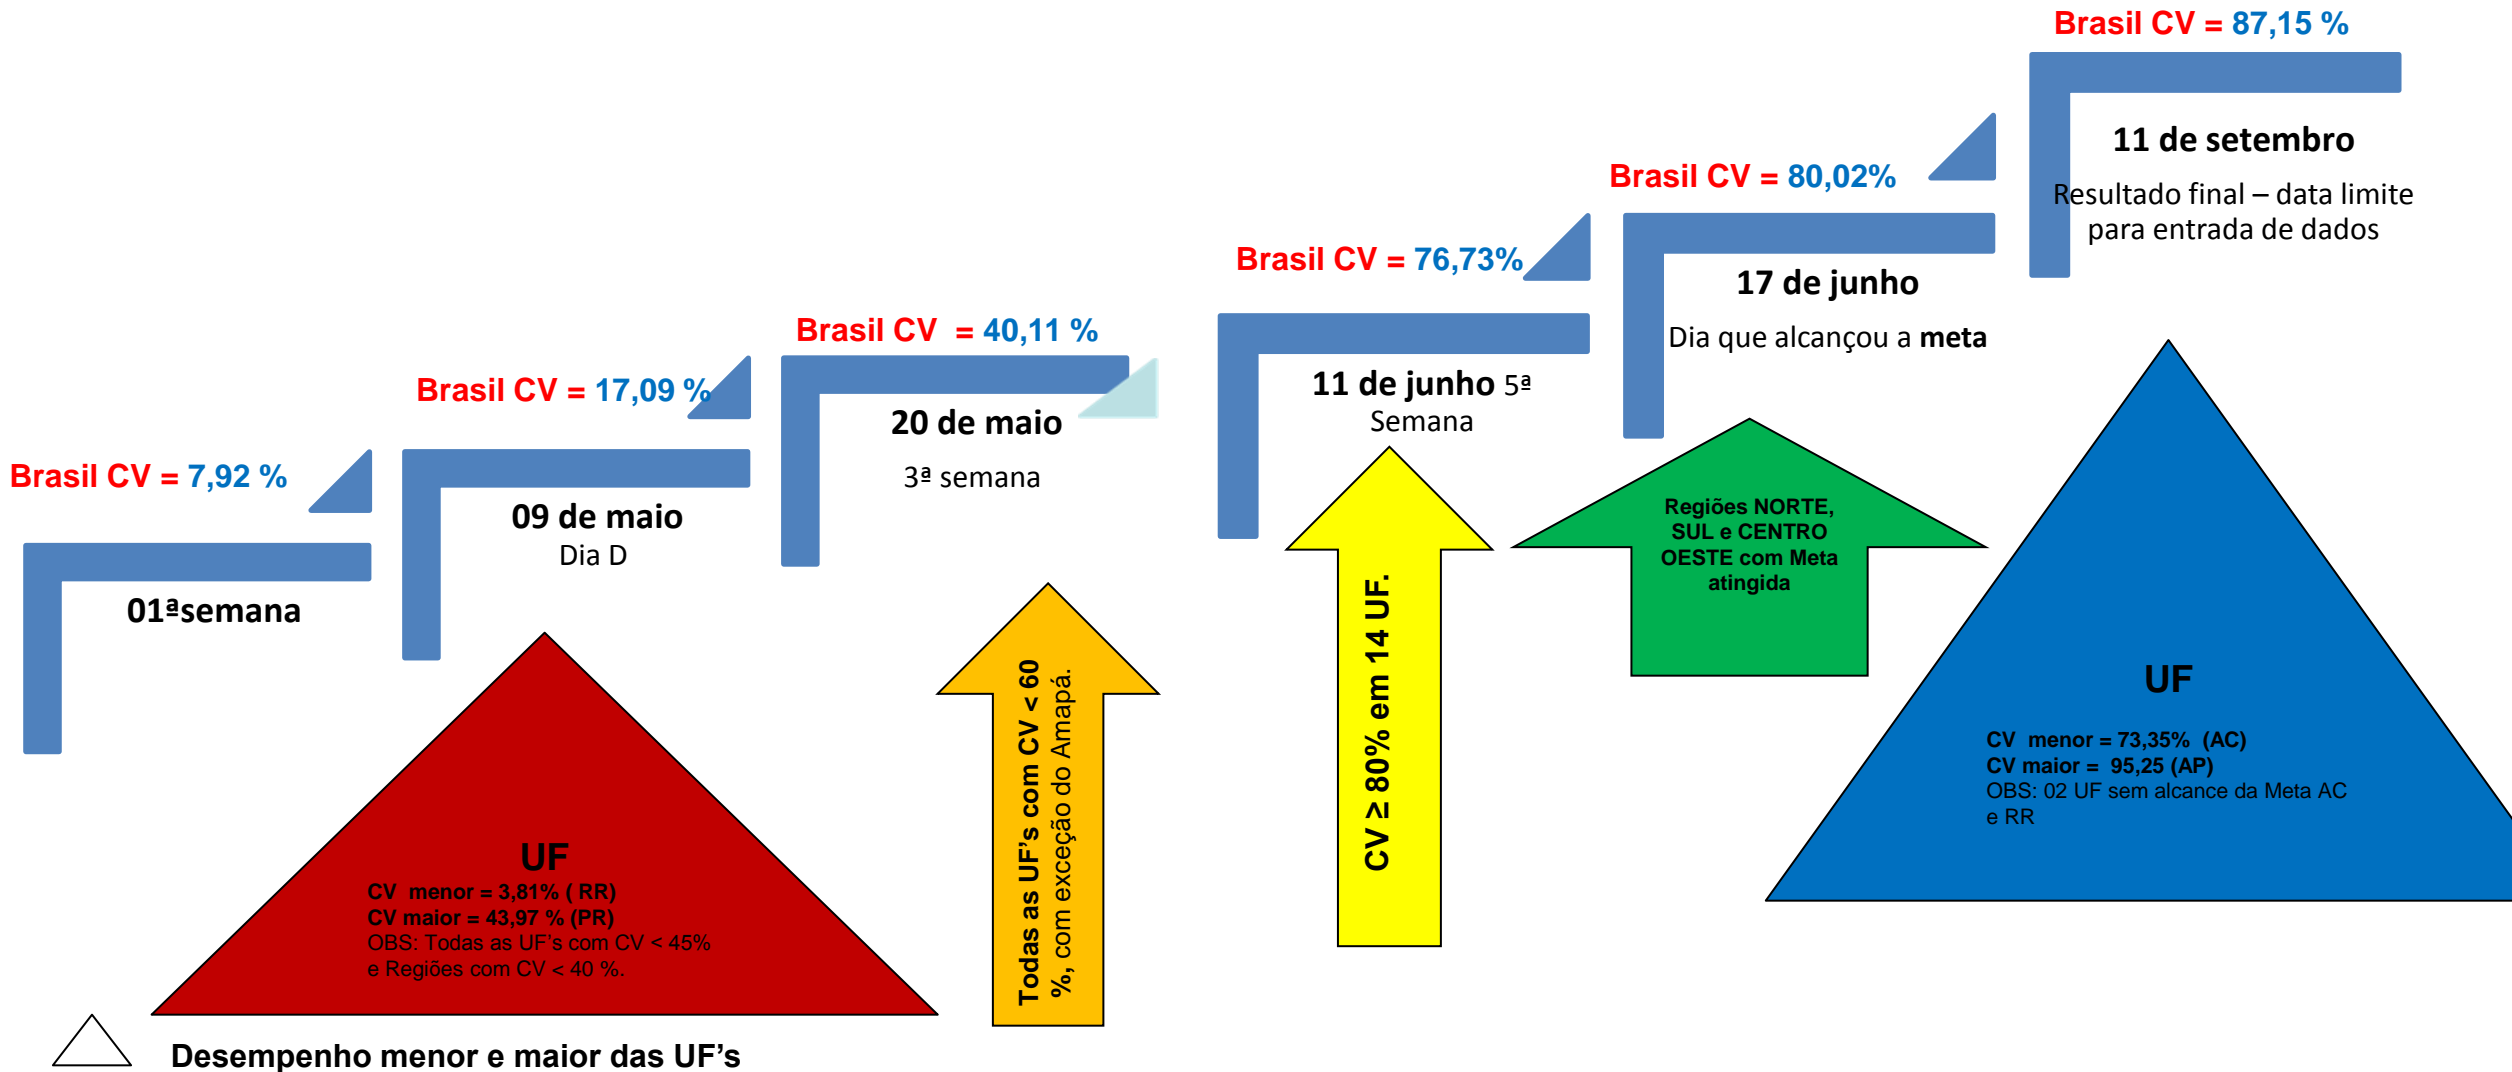 Brasil CV = 7,92 %
01ªsemana
Brasil CV = 17,09 %
09 de maio
Dia D
Brasil CV  = 40,11 %
20 de maio
3ª semana
Brasil CV = 76,73%
11 de junho 5ª
Semana
Brasil CV = 80,02%
17 de junho
Dia que alcançou a meta
Brasil CV = 87,15 %
11 de setembro
Resultado final – data limite
para entrada de dados
UF
CV  menor = 3,81% ( RR)
CV maior = 43,97 % (PR)
OBS: Todas as UF's com CV < 45%
e Regiões com CV < 40 %.
Todas as UF's com CV < 60
%, com exceção do Amapá.
CV ≥ 80% em 14 UF.
Regiões NORTE,
SUL e CENTRO
OESTE com Meta
atingida
UF
CV  menor = 73,35%  (AC)
CV maior =  95,25 (AP)
OBS: 02 UF sem alcance da Meta AC
e RR
Desempenho menor e maior das UF's